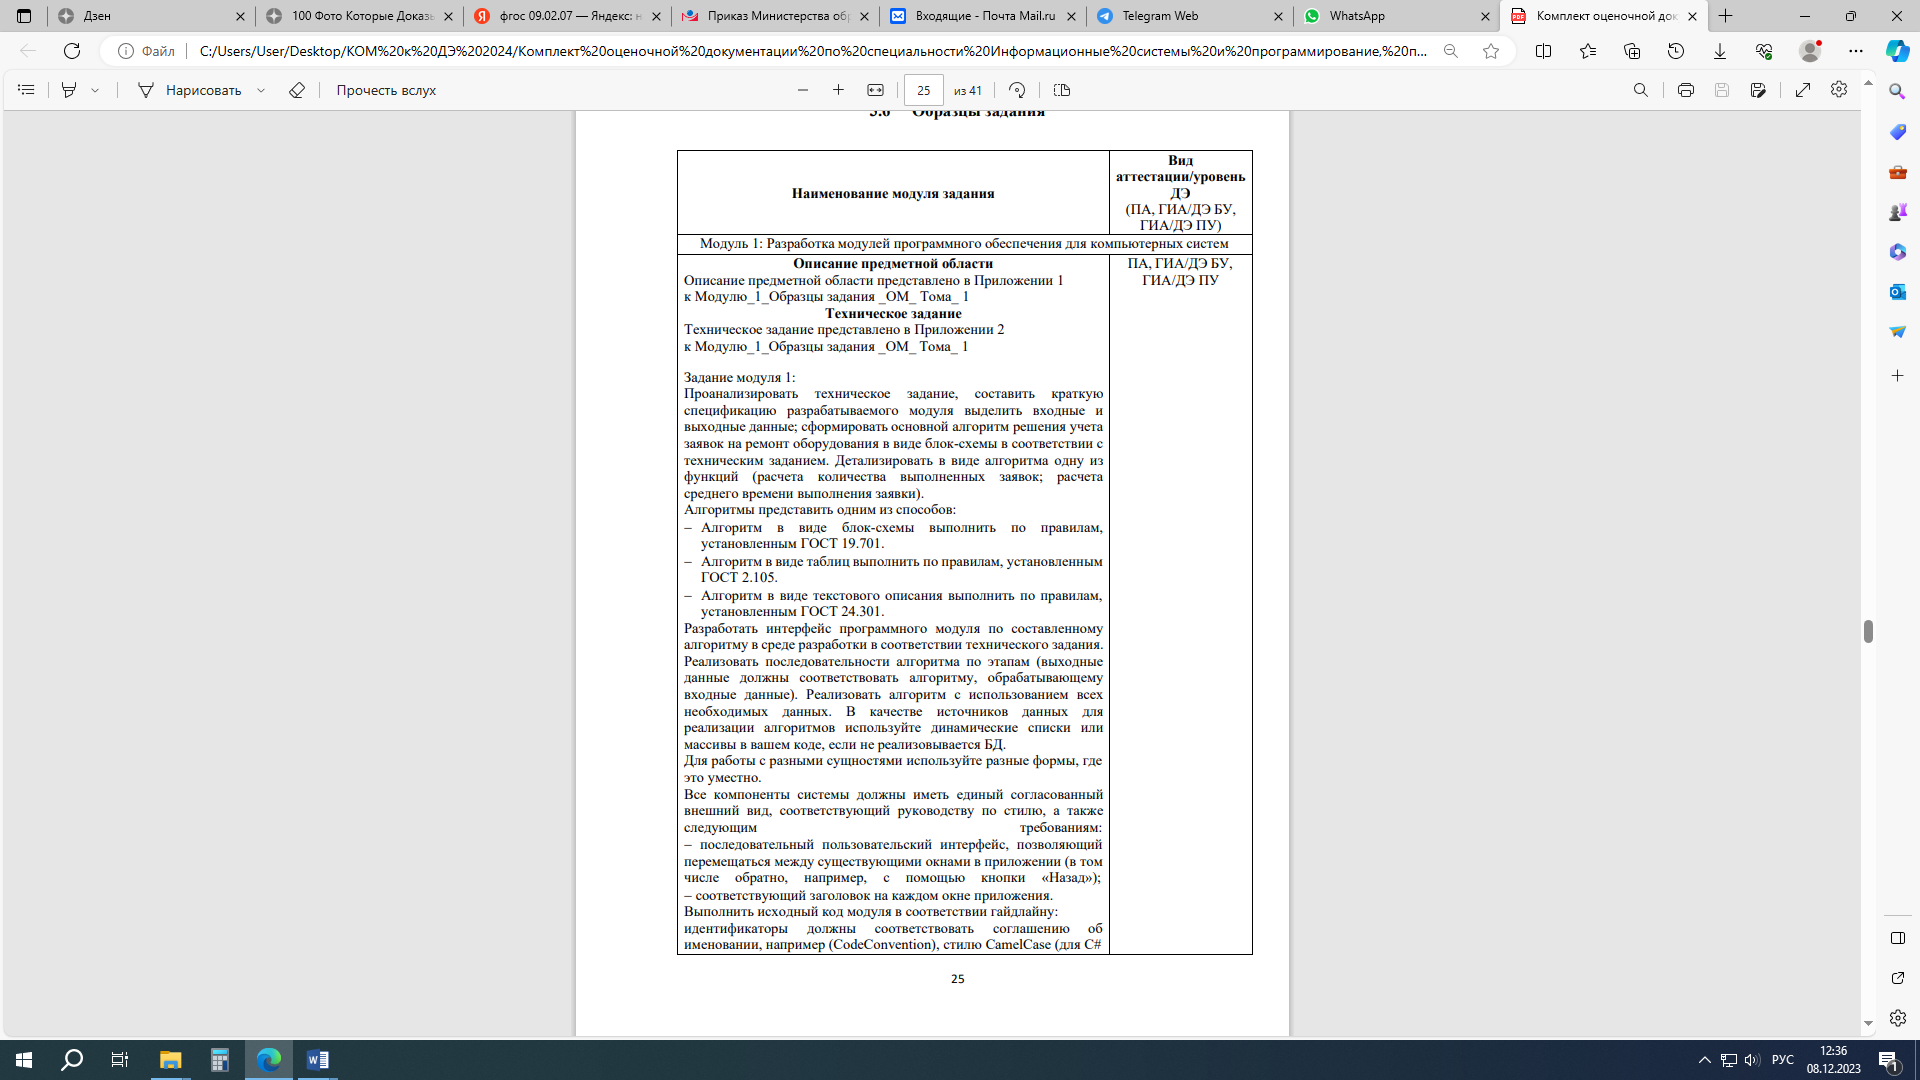 Дзен
100 Фото Которые Доказы
фгос 09.02.07 — Яндекс: н
Приказ Министерства обр
Входящие - Почта Mail.ru
Telegram Web
WhatsApp
Комплект оценочной док
Файл
C:/Users/User/Desktop/КОМ%20к%20ДЭ%202024/Комплект%20оценочной%20документации%20по%20специальности%20Информационные%20системы%20и%20программирование,%20п...
Нарисовать
Прочесть вслух
25
из 41
3.6 Образцы задания
Наименование модуля задания
Вид
аттестации/уровень
ДЭ
(ПА, ГИА/ДЭ БУ,
ГИА/ДЭ ПУ)
Модуль 1: Разработка модулей программного обеспечения для компьютерных систем
Описание предметной области
Описание предметной области представлено в Приложении 1
к Модулю_1_Образцы задания _ОМ_ Тома_ 1
Техническое задание
Техническое задание представлено в Приложении 2
к Модулю_1_Образцы задания _ОМ_ Тома_ 1
ПА, ГИА/ДЭ БУ,
ГИА/ДЭ ПУ
Задание модуля 1:
Проанализировать техническое задание, составить краткую
спецификацию разрабатываемого модуля выделить входные и
выходные данные; сформировать основной алгоритм решения учета
заявок на ремонт оборудования в виде блок-схемы в соответствии с
техническим заданием. Детализировать в виде алгоритма одну из
функций (расчета количества выполненных заявок; расчета
среднего времени выполнения заявки).
Алгоритмы представить одним из способов:
– Алгоритм в виде блок-схемы выполнить по правилам,
установленным ГОСТ 19.701.
– Алгоритм в виде таблиц выполнить по правилам, установленным
ГОСТ 2.105.
– Алгоритм в виде текстового описания выполнить по правилам,
установленным ГОСТ 24.301.
Разработать интерфейс программного модуля по составленному
алгоритму в среде разработки в соответствии технического задания.
Реализовать последовательности алгоритма по этапам (выходные
данные должны соответствовать алгоритму, обрабатывающему
входные данные). Реализовать алгоритм с использованием всех
необходимых данных. В качестве источников данных для
реализации алгоритмов используйте динамические списки или
массивы в вашем коде, если не реализовывается БД.
Для работы с разными сущностями используйте разные формы, где
это уместно.
Все компоненты системы должны иметь единый согласованный
внешний вид, соответствующий руководству по стилю, а также
следующим требованиям:
– последовательный пользовательский интерфейс, позволяющий
перемещаться между существующими окнами в приложении (в том
числе обратно, например, с помощью кнопки «Назад»);
– соответствующий заголовок на каждом окне приложения.
Выполнить исходный код модуля в соответствии гайдлайну:
идентификаторы должны соответствовать соглашению об
именовании, например (CodeConvention), стилю CamelCase (для C#
25
РУС
12:36
08.12.2023
1